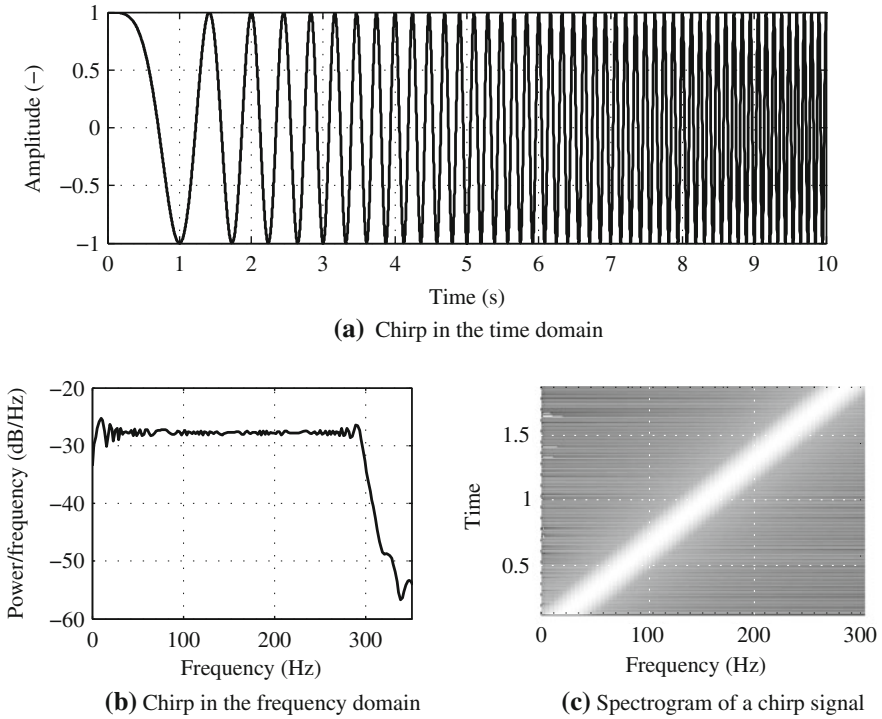 1
0.5
0
−0.5
−1
Amplitude (−)
0 1 2 3 4 5 6 7 8 9 10
Time (s)
(a) Chirp in the time domain
−20
−30
−40
−50
−60
Power/frequency (dB/Hz)
0 100 200 300
Frequency (Hz)
(b) Chirp in the frequency domain
1.5
1
0.5
Time
0 100 200 300
Frequency (Hz)
(c) Spectrogram of a chirp signal